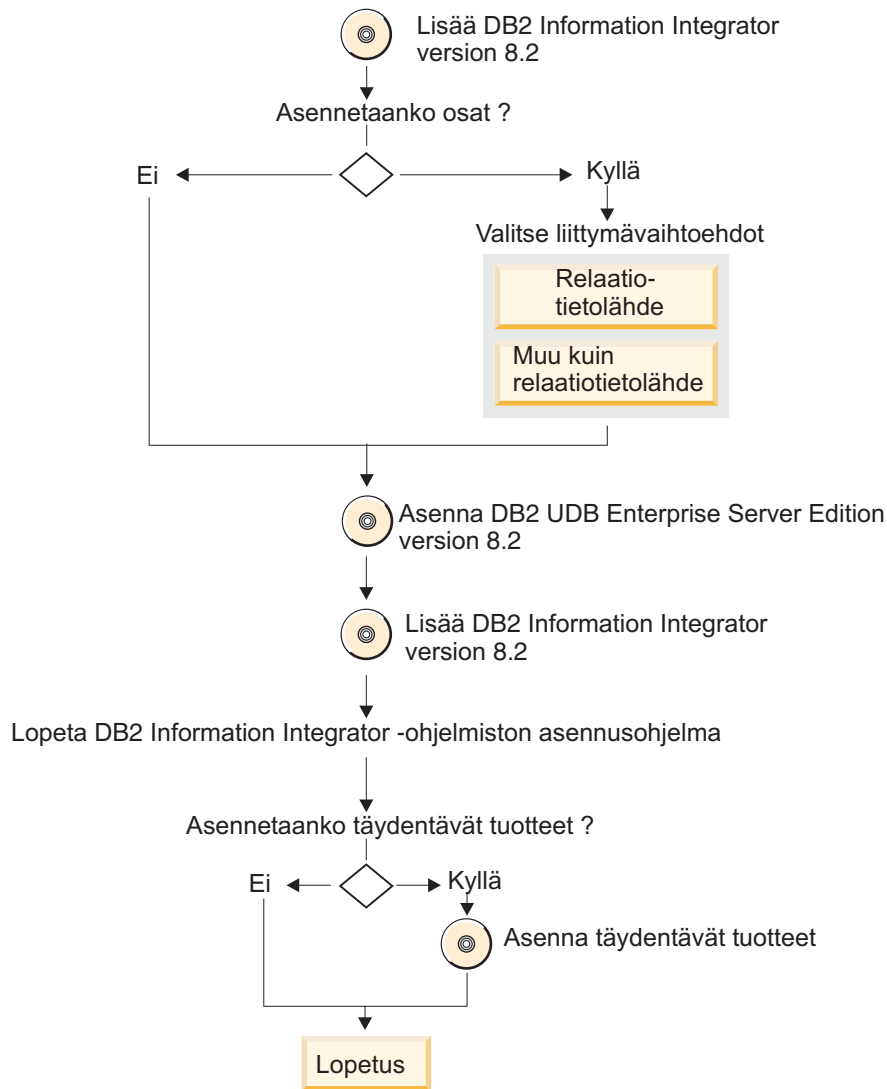 Lisää DB2 Information Integrator
version 8.2
Asennetaanko osat ?
Ei
Kyllä
Valitse liittymävaihtoehdot
Relaatio-
tietolähde
Muu kuin
relaatiotietolähde
Asenna DB2 UDB Enterprise Server Edition
version 8.2
Lisää DB2 Information Integrator
version 8.2
Lopeta DB2 Information Integrator -ohjelmiston asennusohjelma
Asennetaanko täydentävät tuotteet ?
Ei
Kyllä
Asenna täydentävät tuotteet
Lopetus